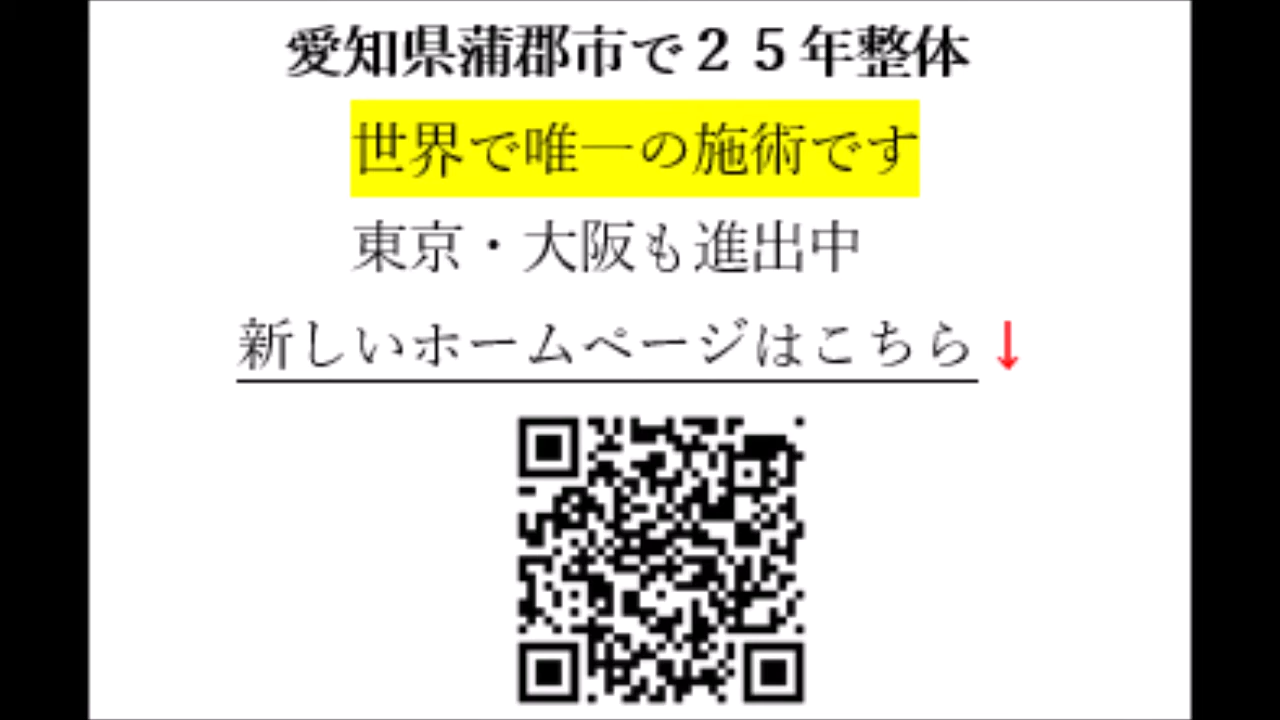 愛知県蒲郡市で２５年整体
世界で唯一の施術です
東京・大阪も進出中
新しいホームページはこちら↓